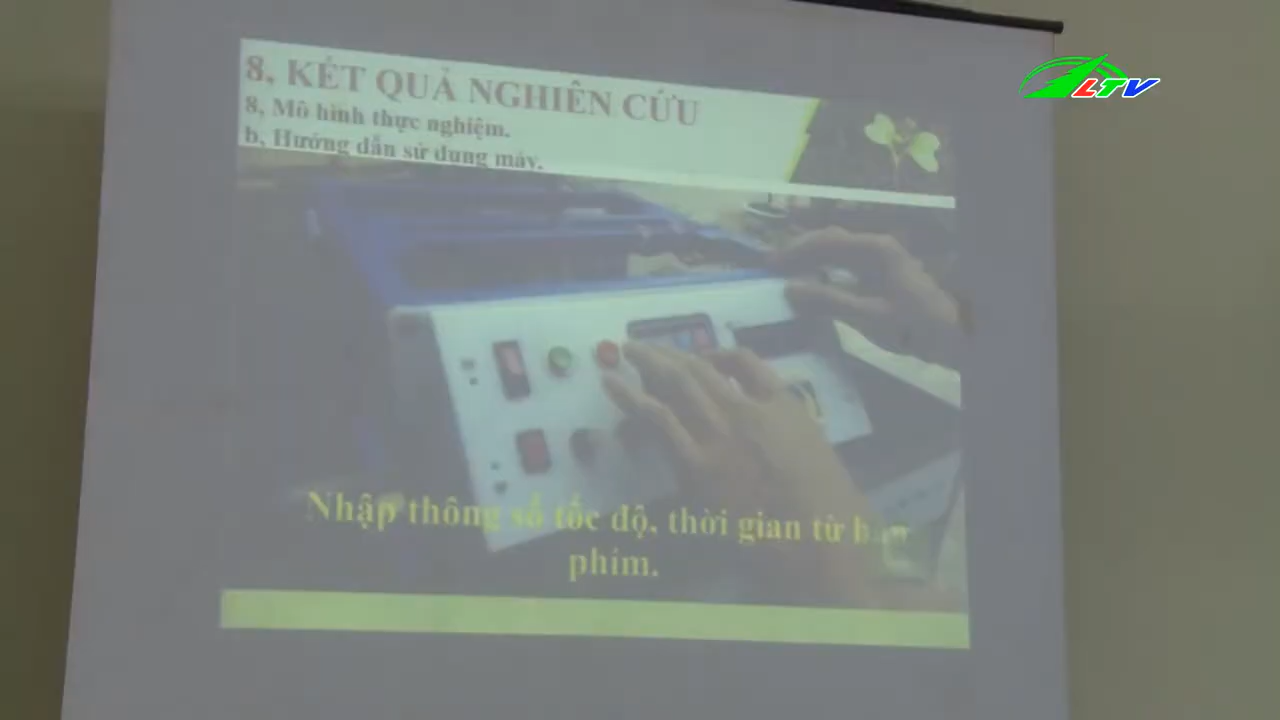 LTV
8, KẾT QUẢ NGHIÊN CỨU
8, Mô hình thực nghiệm.
b, Hướng dẫn sử dụng máy.
Nhập thông số tốc độ, thời gian từ bàn
phím.